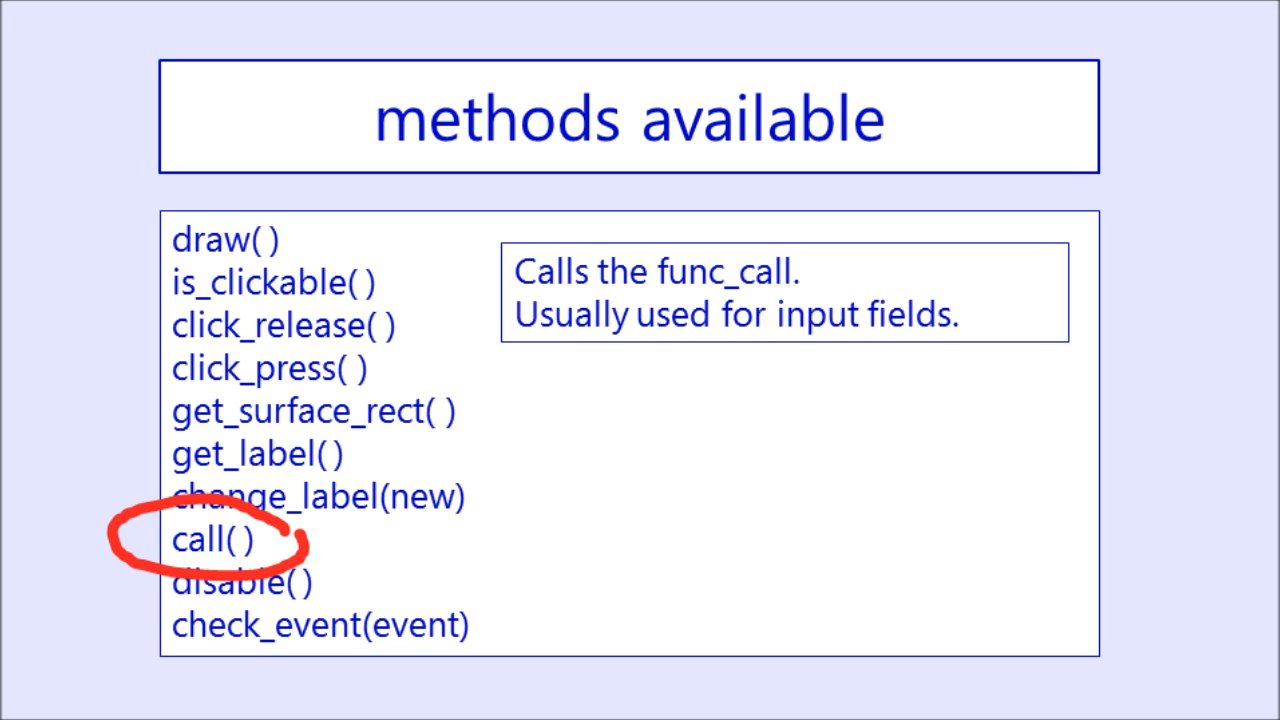 methods available
draw( )
is_clickable( )
click_release( )
click_press( )
get_surface_rect( )
get_label( )
change_label(new)
call( )
disable( )
check_event(event)
Calls the func_call.
Usually used for input fields.